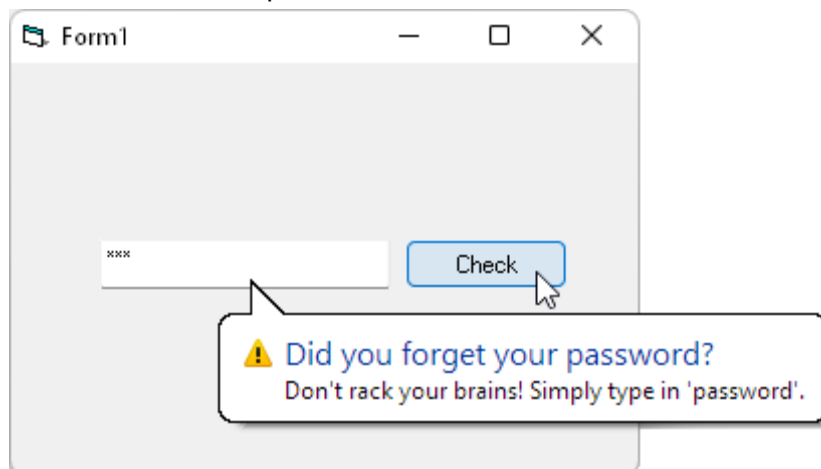 Form1
***
Check
Did you forget your password?
Don't rack your brains! Simply type in 'password'.